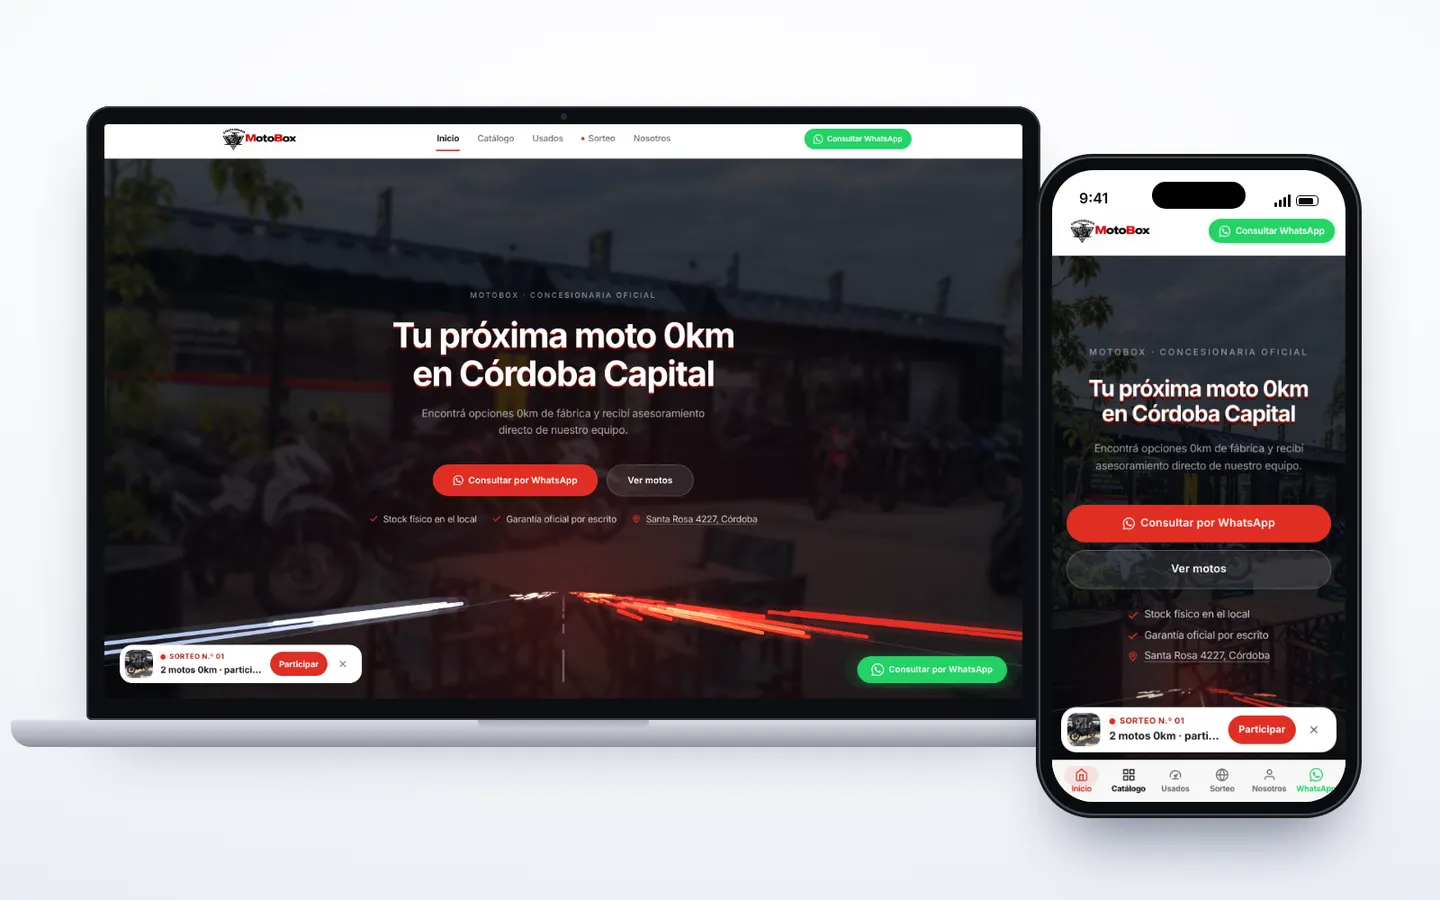 CONCESIONARIA
MotoBox
Inicio
Catálogo
Usados
Sorteo
Nosotros
Consultar WhatsApp
MOTOBOX · CONCESIONARIA OFICIAL
Tu próxima moto 0km
en Córdoba Capital
Encontrá opciones 0km de fábrica y recibí asesoramiento
directo de nuestro equipo.
Consultar por WhatsApp
Ver motos
Stock físico en el local
Garantía oficial por escrito
Santa Rosa 4227, Córdoba
SORTEO N.º 01
2 motos 0km · partici...
Participar
Consultar por WhatsApp
9:41
MotoBox
Consultar WhatsApp
MOTOBOX · CONCESIONARIA OFICIAL
Tu próxima moto 0km
en Córdoba Capital
Encontrá opciones 0km de fábrica y recibí
asesoramiento directo de nuestro equipo.
Consultar por WhatsApp
Ver motos
Stock físico en el local
Garantía oficial por escrito
Santa Rosa 4227, Córdoba
SORTEO N.º 01
2 motos 0km · parti...
Participar
Inicio
Catálogo
Usados
Sorteo
Nosotros
WhatsApp